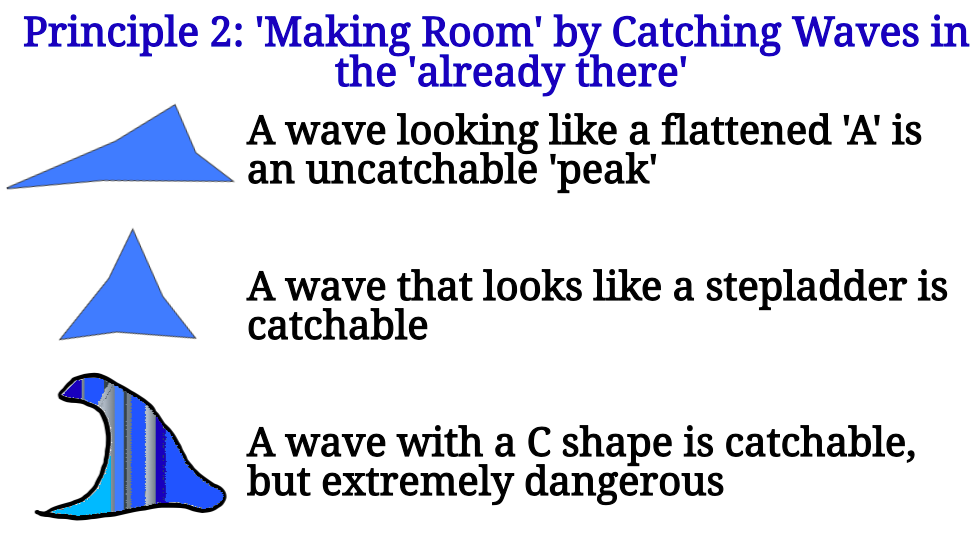 Principle 2: 'Making Room' by Catching Waves in
the 'already there'
A wave looking like a flattened 'A' is
an uncatchable 'peak'
A wave that looks like a stepladder is
catchable
A wave with a C shape is catchable,
but extremely dangerous